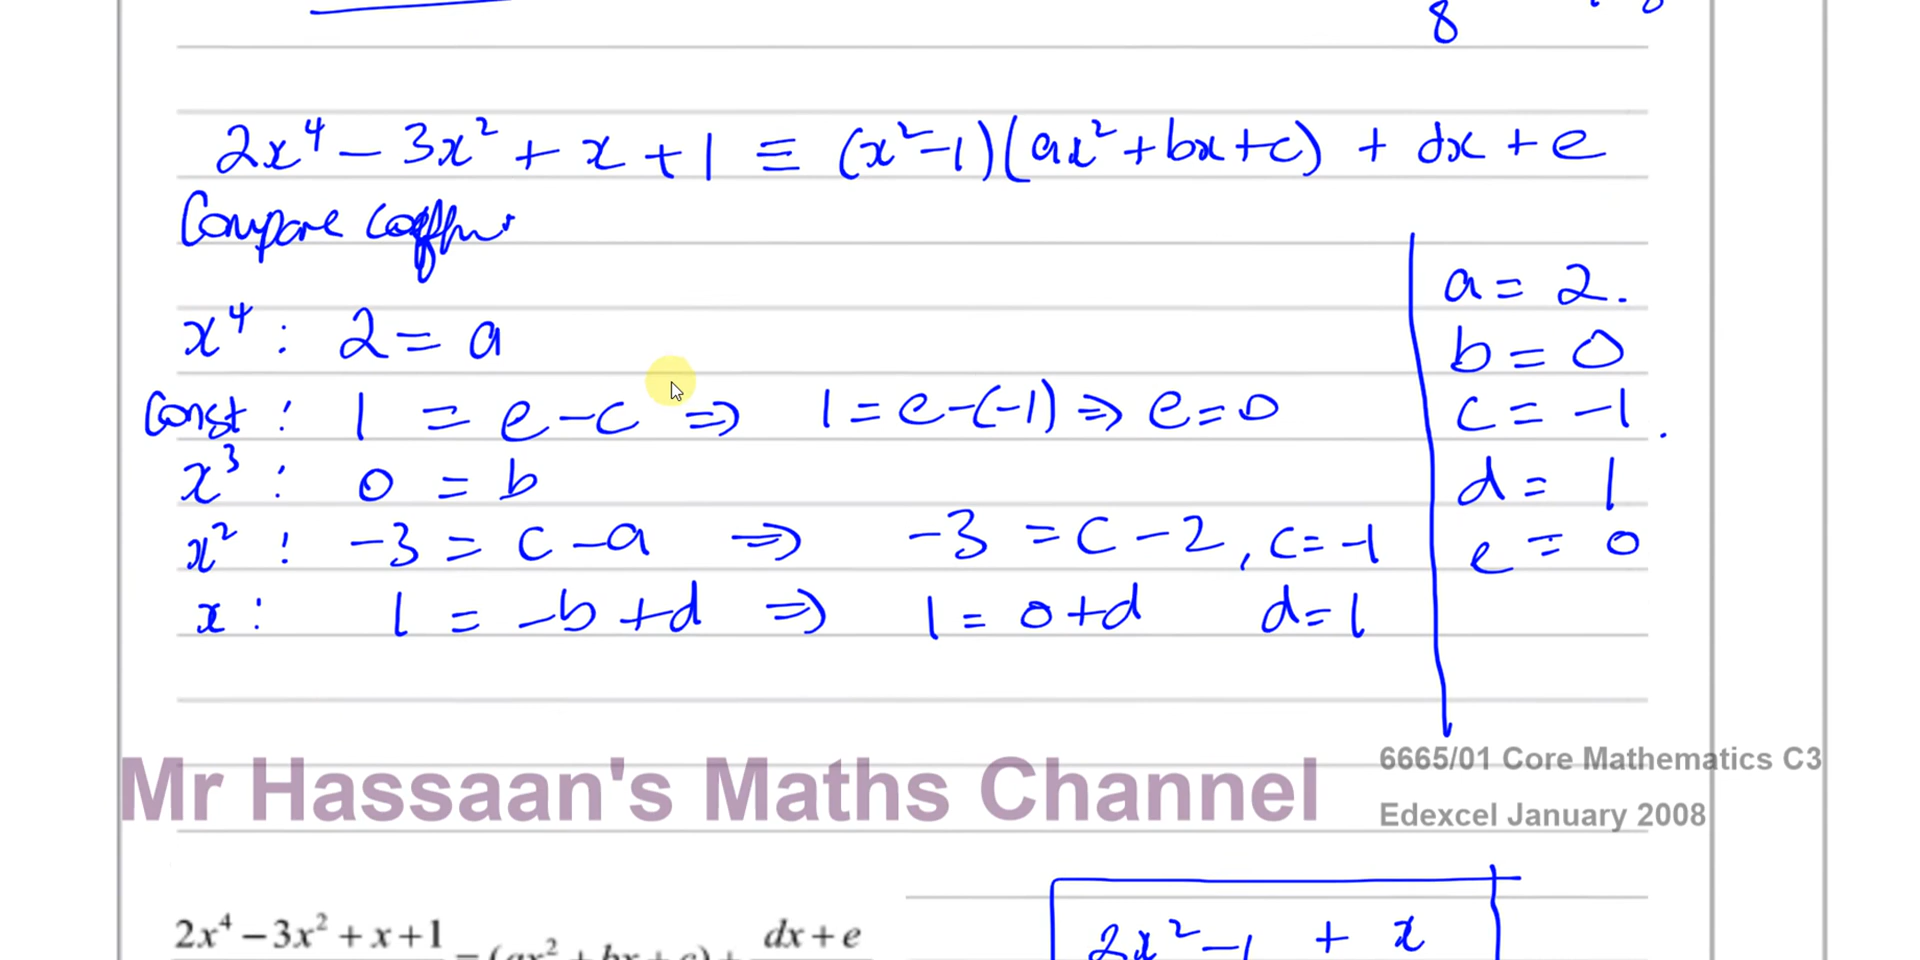 8
2x⁴ − 3x² + x + 1 ≡ (x²−1)(ax² + bx + c) + dx + e
Compare
x⁴ : 2 = a
Const : 1 = e − c ⇒ 1 = e − (−1) ⇒ e = 0
x³ : 0 = b
x² : −3 = c − a ⇒ −3 = c − 2, c = −1
x : 1 = −b + d ⇒ 1 = 0 + d d = 1
a = 2.
b = 0
c = −1.
d = 1
e = 0
Mr Hassaan's Maths Channel
6665/01 Core Mathematics C3
Edexcel January 2008
2x⁴ − 3x² + x + 1
dx + e
= (ax² + bx + c) +
2x² − 1 + x